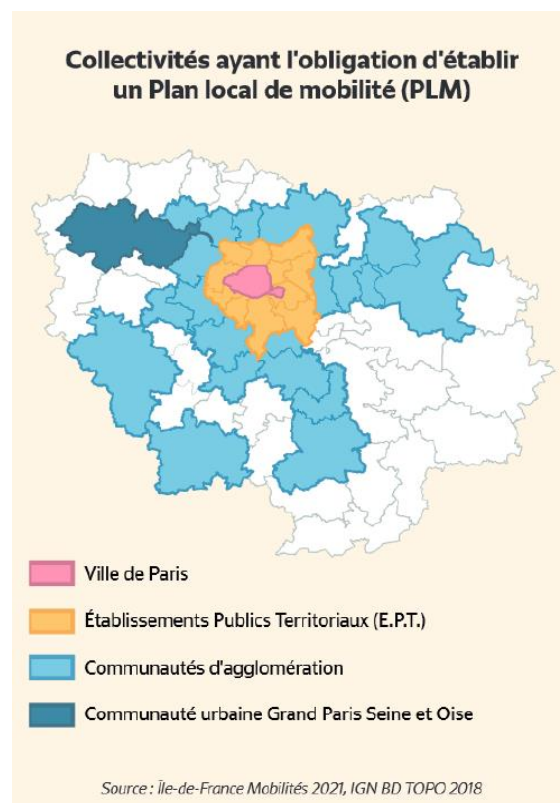 Collectivités ayant l'obligation d'établir
un Plan local de mobilité (PLM)
Ville de Paris
Établissements Publics Territoriaux (E.P.T.)
Communautés d'agglomération
Communauté urbaine Grand Paris Seine et Oise
Source : Île-de-France Mobilités 2021, IGN BD TOPO 2018